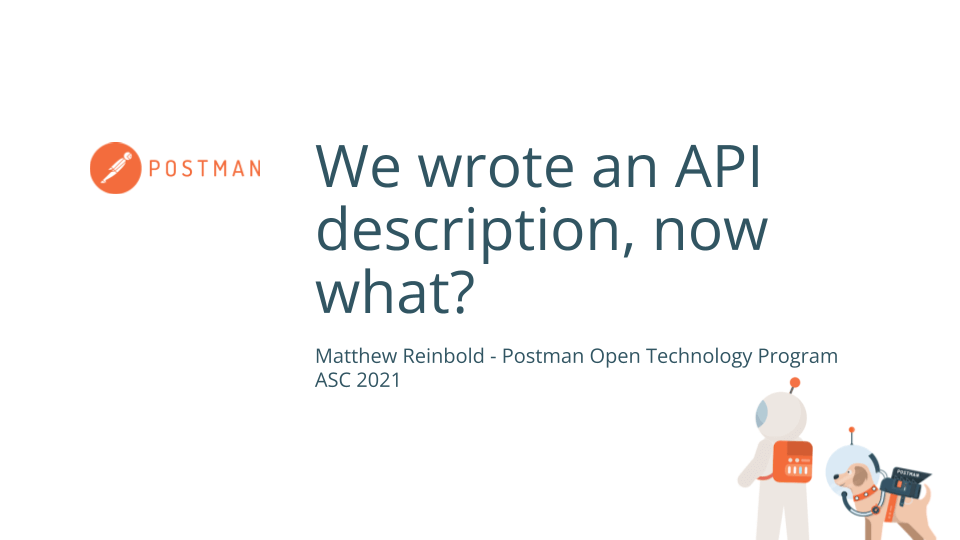 POSTMAN
We wrote an API
description, now
what?
Matthew Reinbold - Postman Open Technology Program
ASC 2021
POSTMAN